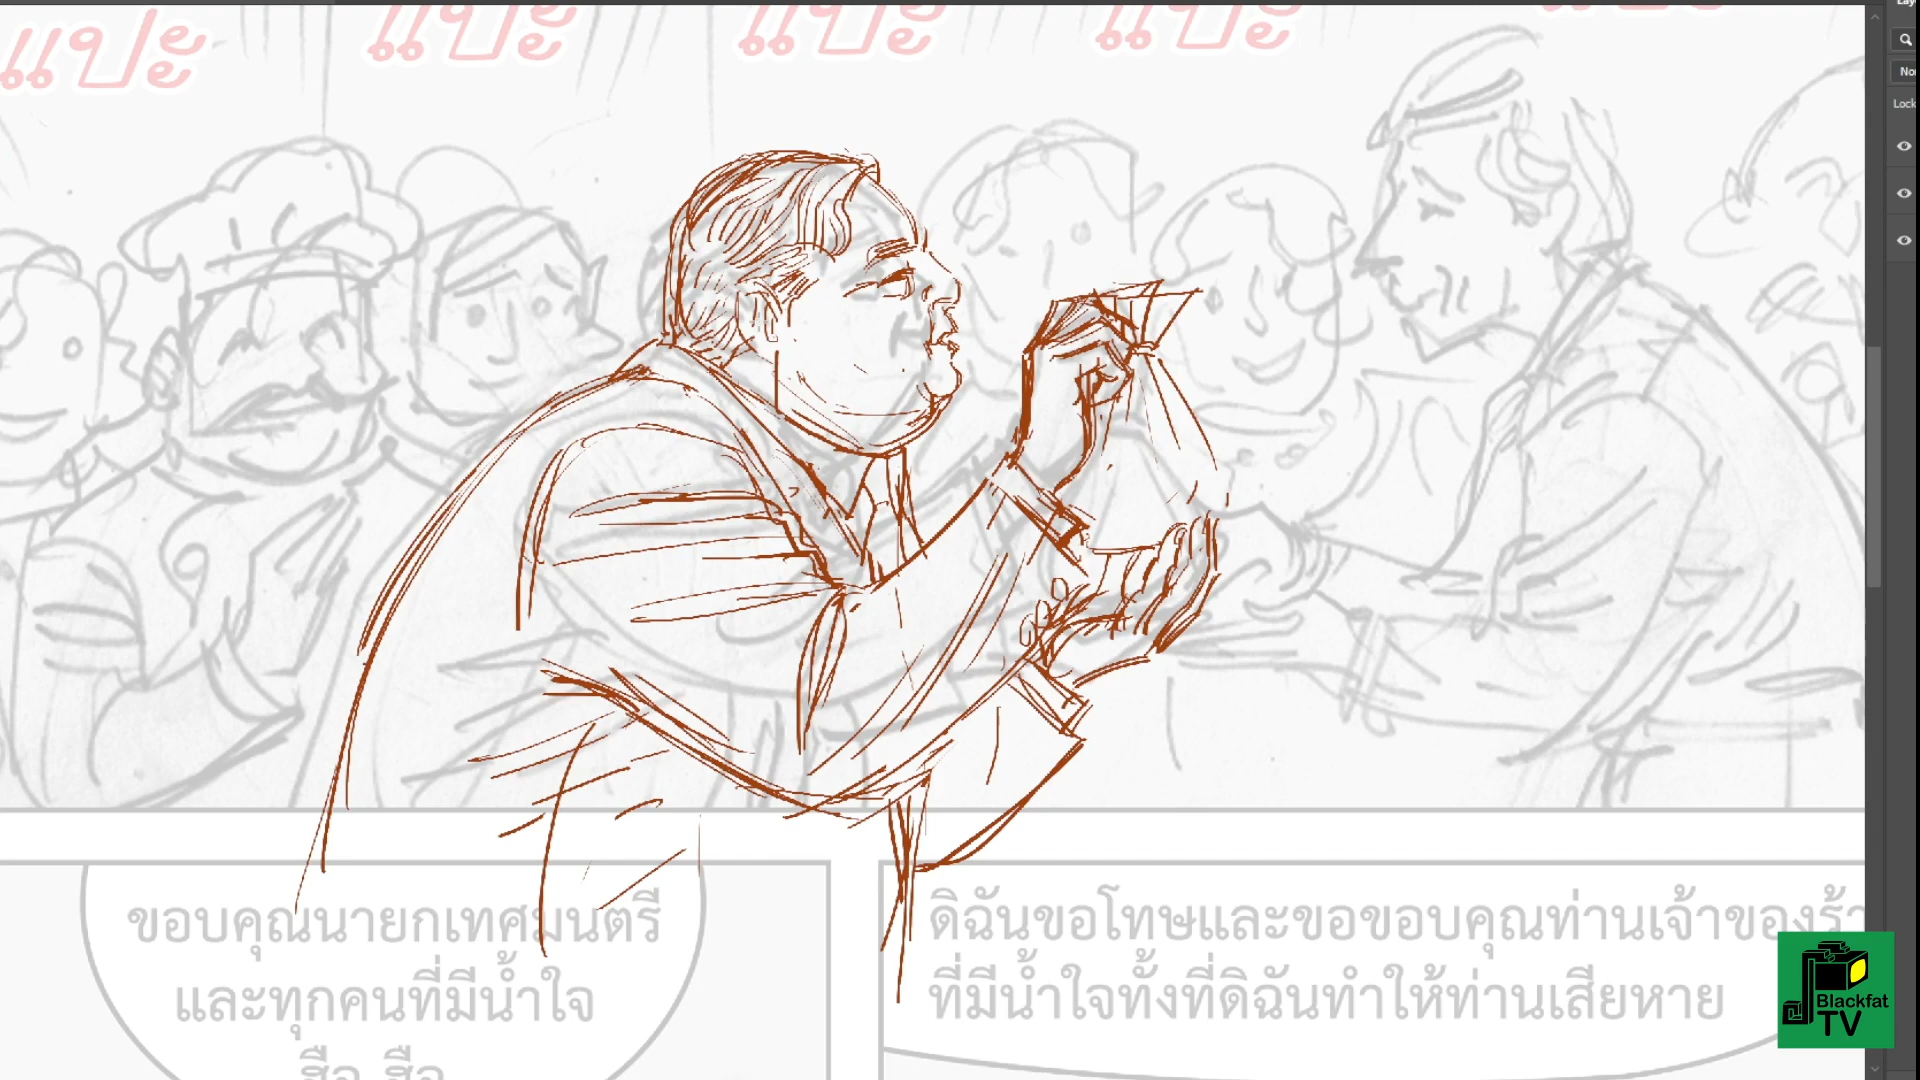 แปะ แปะ แปะ แปะ
Lay
No
Lock
ขอบคุณนายกเทศมนตรี
และทุกคนที่มีน้ำใจ
ดิฉันขอโทษและขอขอบคุณท่านเจ้าของร้า
ที่มีน้ำใจทั้งที่ดิฉันทำให้ท่านเสียหาย
Blackfat
TV